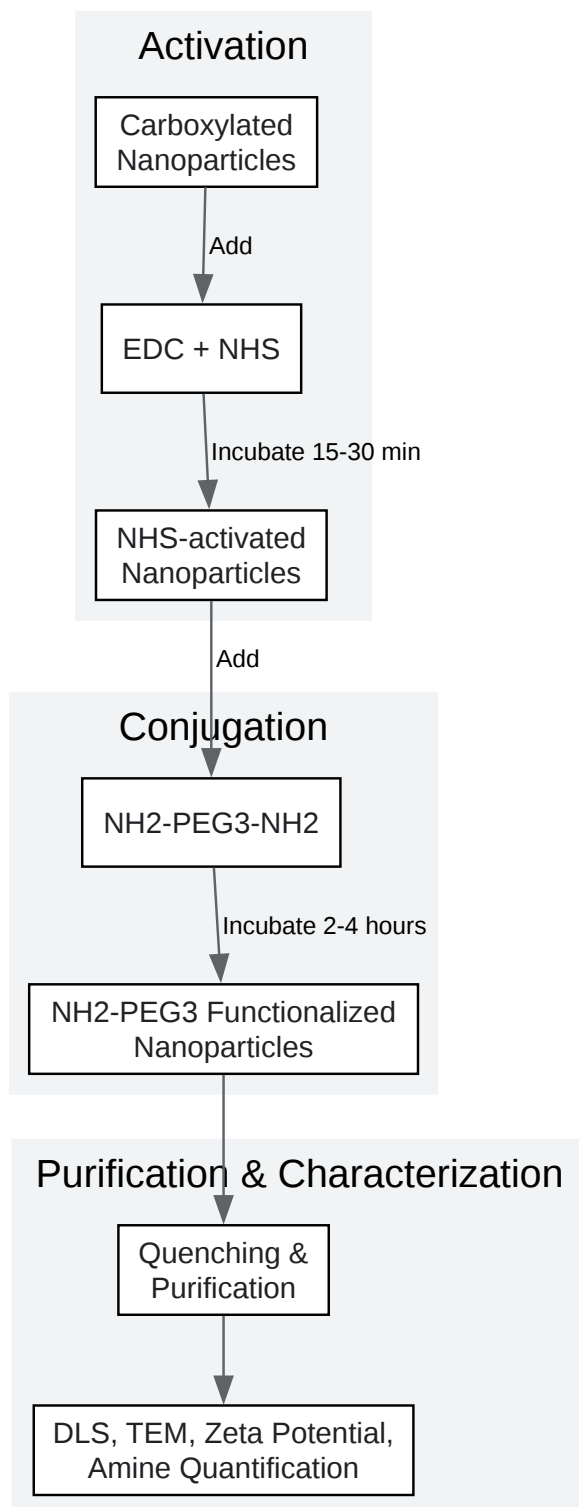 Activation
Carboxylated
Nanoparticles
Add
EDC + NHS
Incubate 15-30 min
NHS-activated
Nanoparticles
Add
Conjugation
NH2-PEG3-NH2
Incubate 2-4 hours
NH2-PEG3 Functionalized
Nanoparticles
Purification & Characterization
Quenching &
Purification
DLS, TEM, Zeta Potential,
Amine Quantification